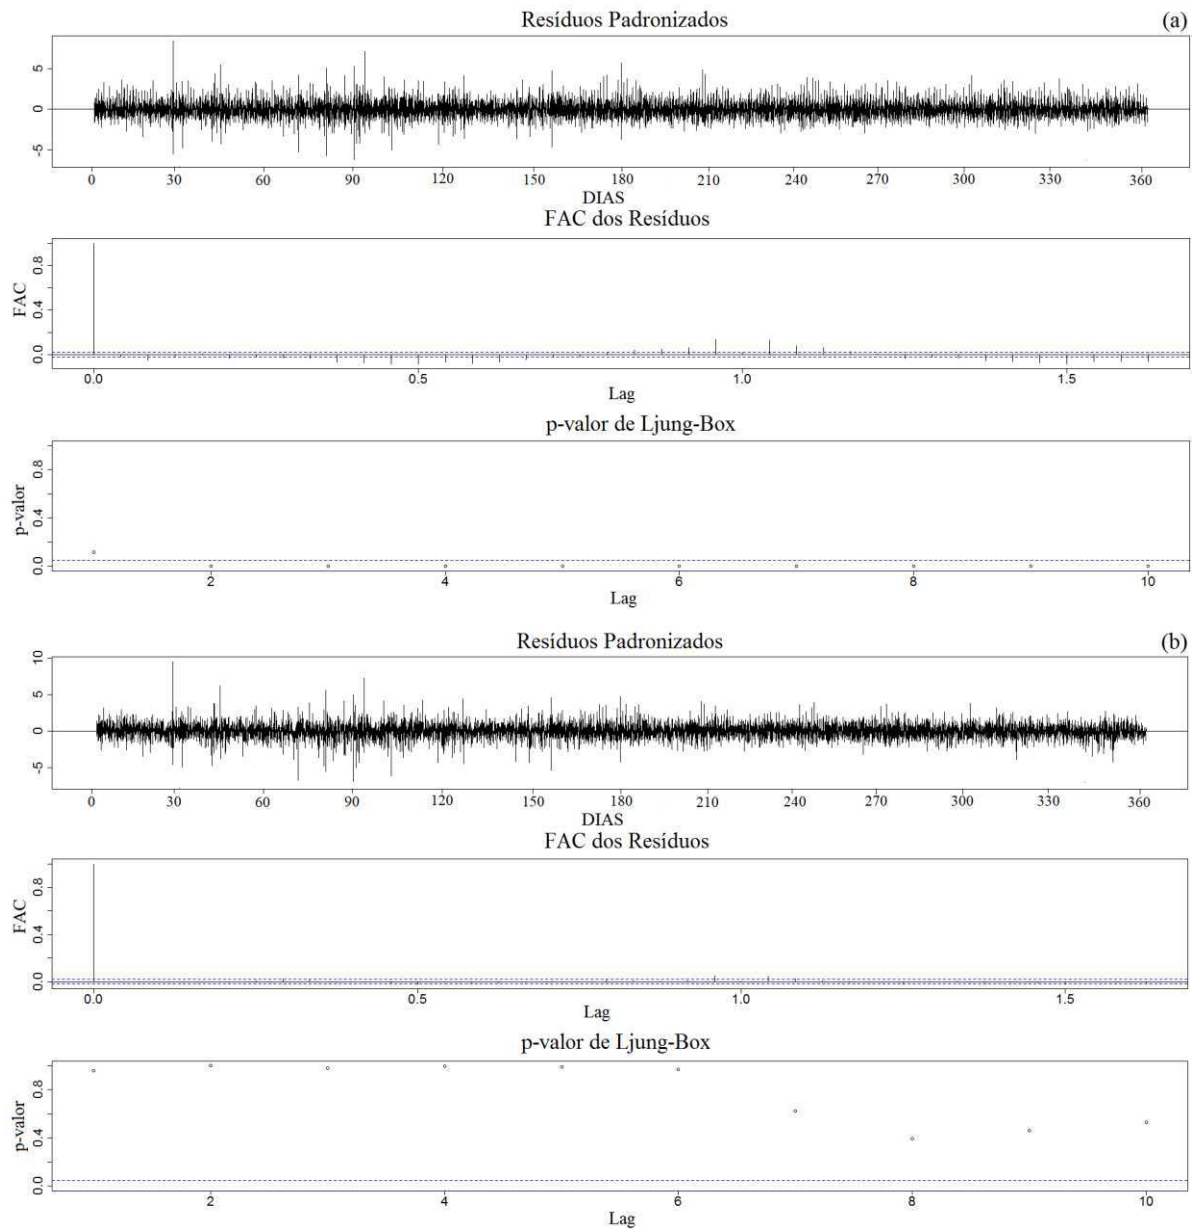 Resíduos Padronizados (a)
5
0
-5
0 30 60 90 120 150 180 210 240 270 300 330 360
DIAS
FAC dos Resíduos
FAC
0.8
0.4
0.0
0.0 0.5 1.0 1.5
Lag
p-valor de Ljung-Box
p-valor
0.8
0.4
0.0
2 4 6 8 10
Lag
Resíduos Padronizados (b)
10
5
0
-5
0 30 60 90 120 150 180 210 240 270 300 330 360
DIAS
FAC dos Resíduos
FAC
0.8
0.4
0.0
0.0 0.5 1.0 1.5
Lag
p-valor de Ljung-Box
p-valor
0.8
0.4
0.0
2 4 6 8 10
Lag